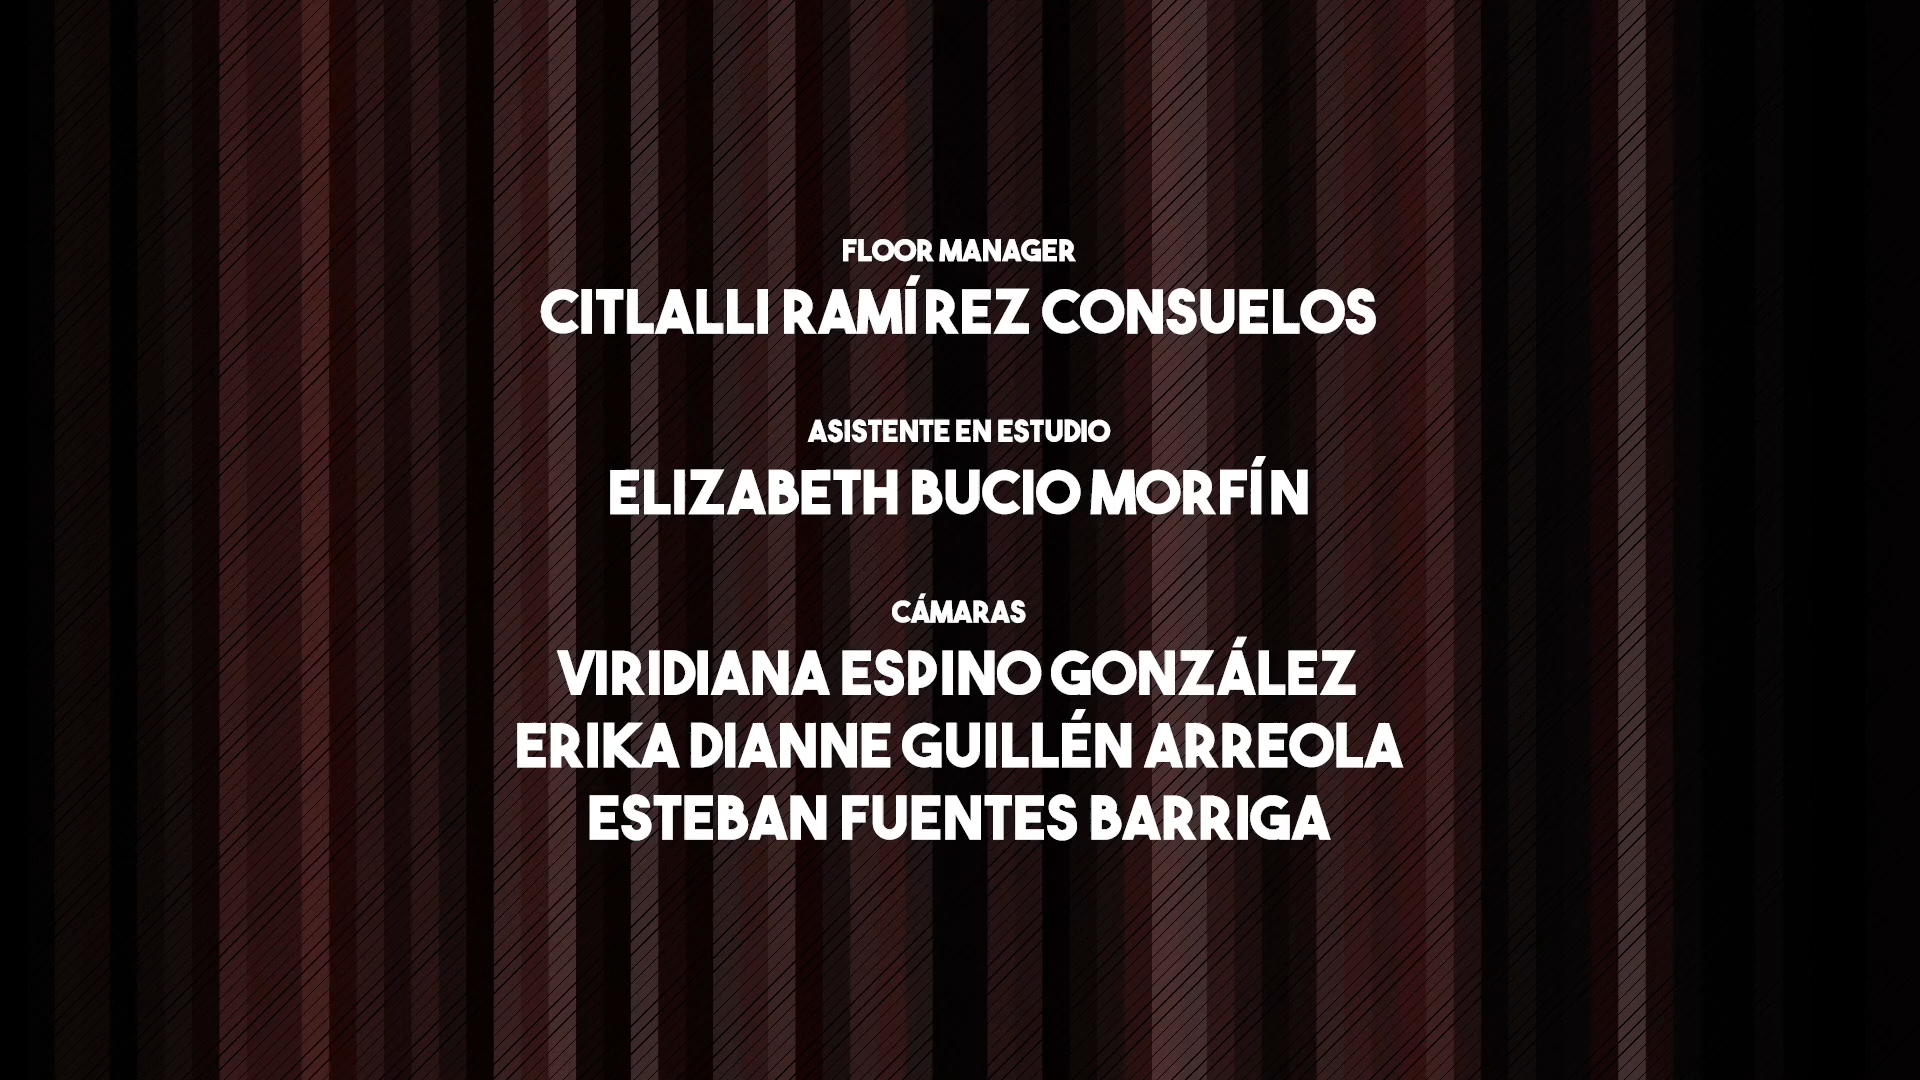 FLOOR MANAGER
CITLALLI RAMÍREZ CONSUELOS
ASISTENTE EN ESTUDIO
ELIZABETH BUCIO MORFÍN
CÁMARAS
VIRIDIANA ESPINO GONZÁLEZ
ERIKA DIANNE GUILLÉN ARREOLA
ESTEBAN FUENTES BARRIGA